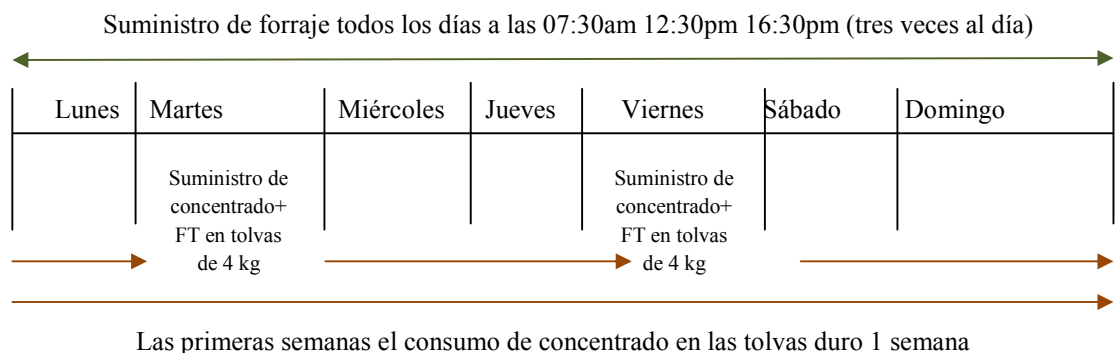 Suministro de forraje todos los días a las 07:30am 12:30pm 16:30pm (tres veces al día)
Lunes Martes Miércoles Jueves Viernes Sábado Domingo
Suministro de
concentrado+
FT en tolvas
de 4 kg
Suministro de
concentrado+
FT en tolvas
de 4 kg
Las primeras semanas el consumo de concentrado en las tolvas duro 1 semana